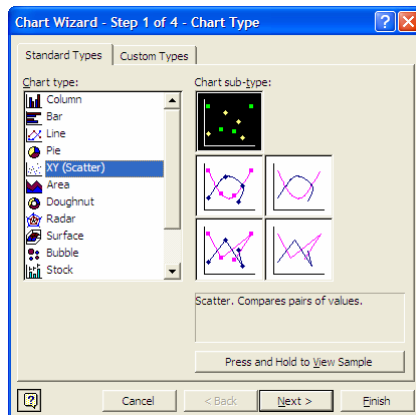 Chart Wizard - Step 1 of 4 - Chart Type
Standard Types
Custom Types
Chart type:
Column
Bar
Line
Pie
XY (Scatter)
Area
Doughnut
Radar
Surface
Bubble
Stock
Chart sub-type:
Scatter. Compares pairs of values.
Press and Hold to View Sample
Cancel
< Back
Next >
Finish